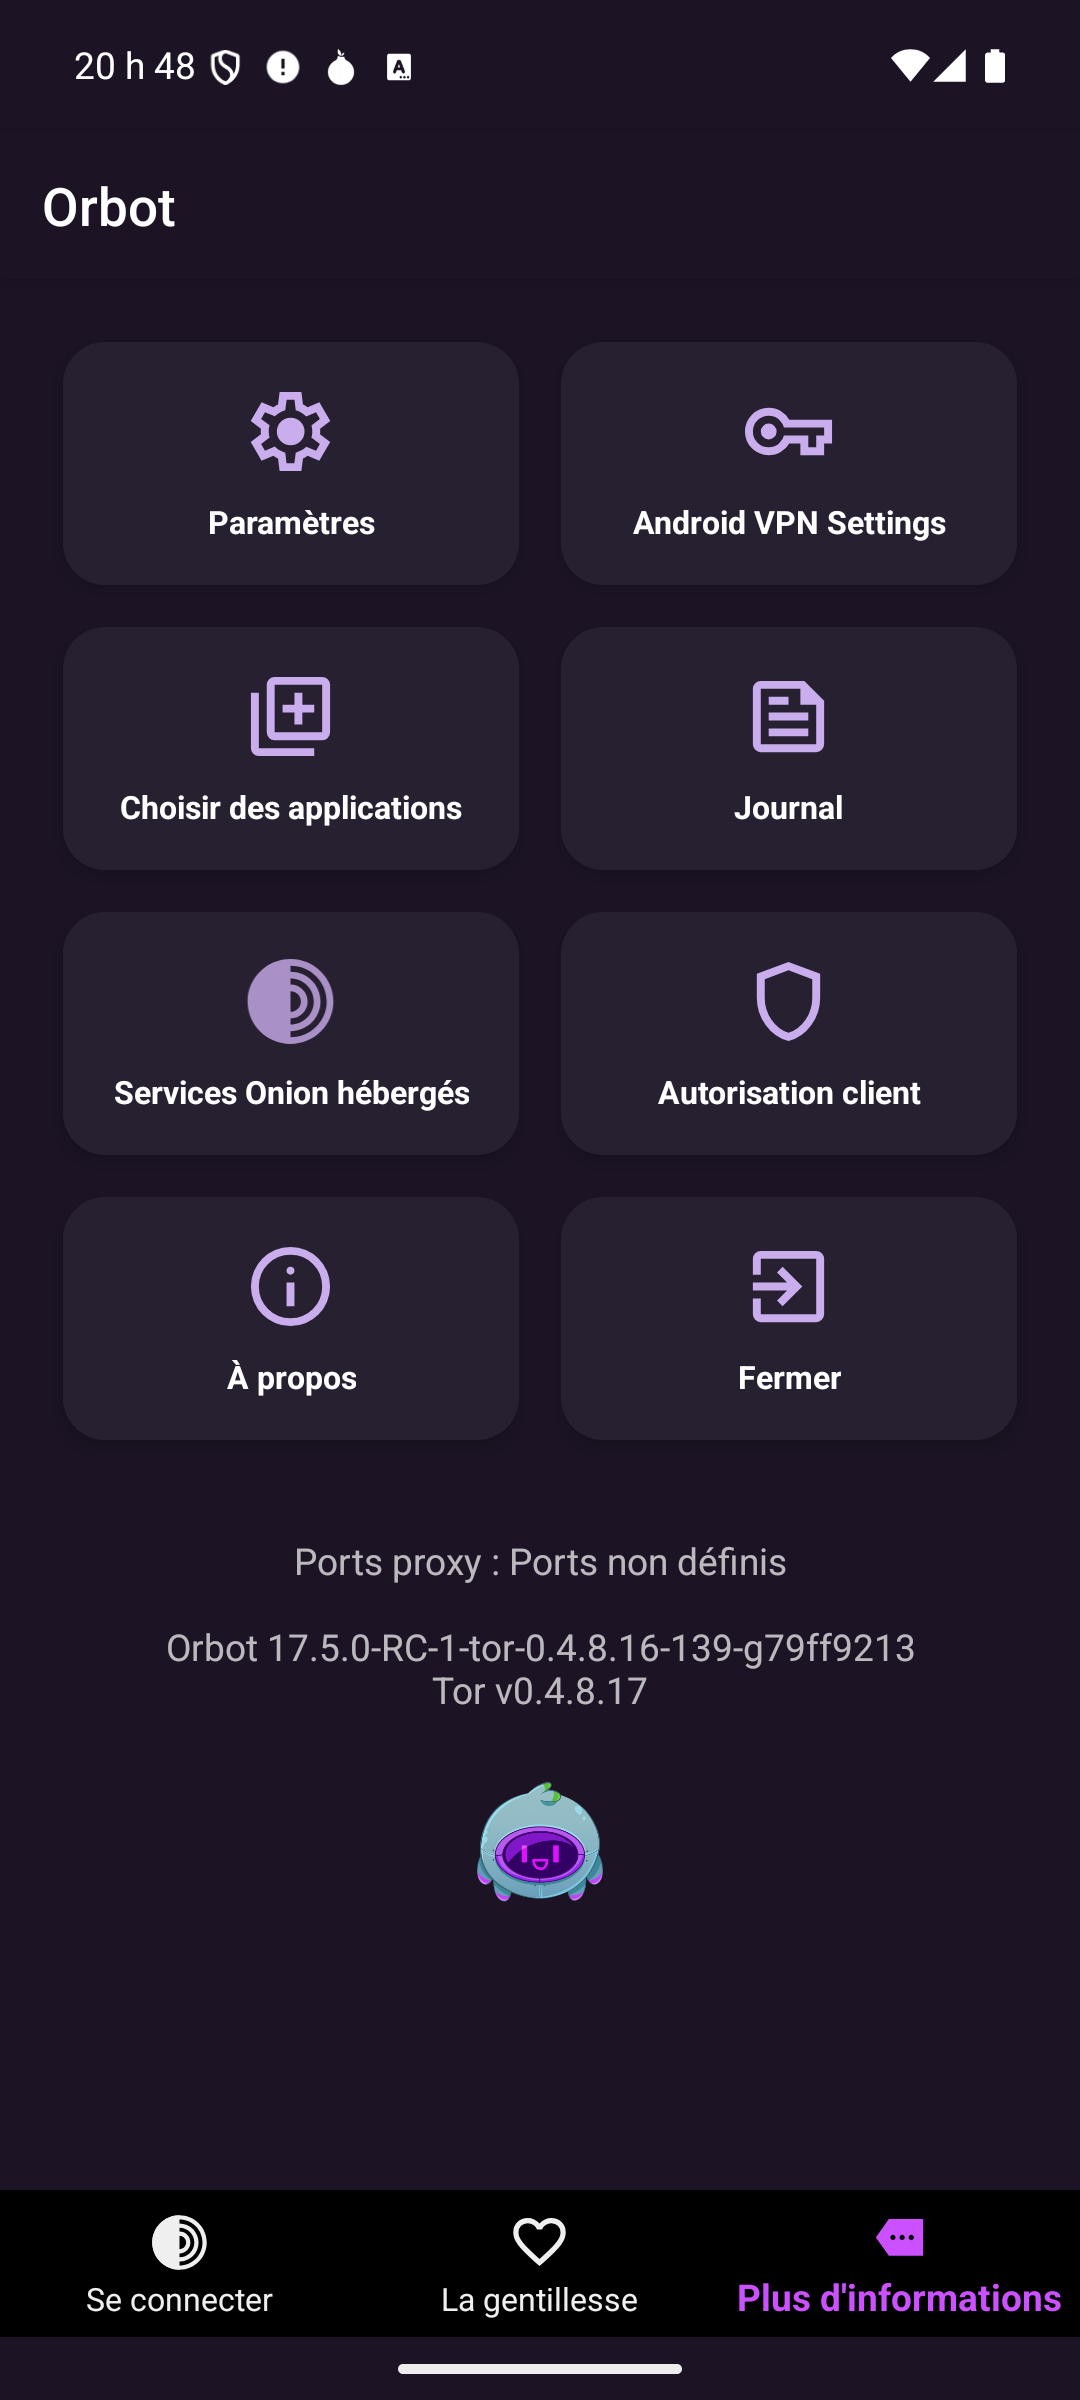 20 h 48
Orbot
Paramètres
Android VPN Settings
Choisir des applications
Journal
Services Onion hébergés
Autorisation client
À propos
Fermer
Ports proxy : Ports non définis
Orbot 17.5.0-RC-1-tor-0.4.8.16-139-g79ff9213
Tor v0.4.8.17
Se connecter
La gentillesse
Plus d'informations